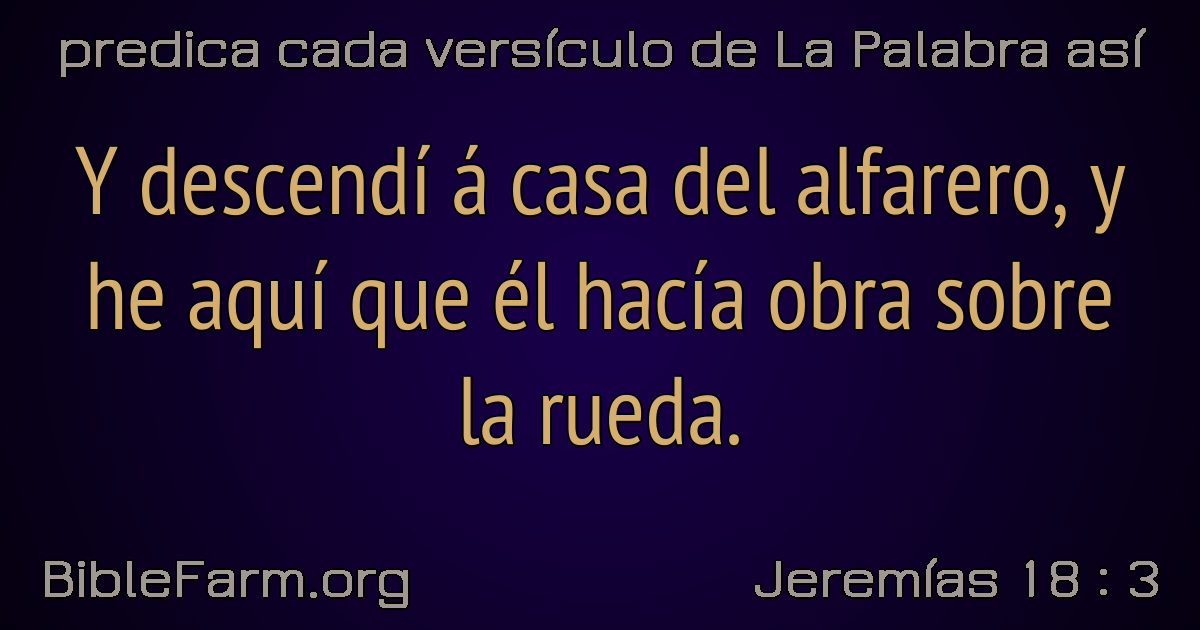 predica cada versículo de La Palabra así
Y descendí á casa del alfarero, y
he aquí que él hacía obra sobre
la rueda.
BibleFarm.org
Jeremías 18 : 3